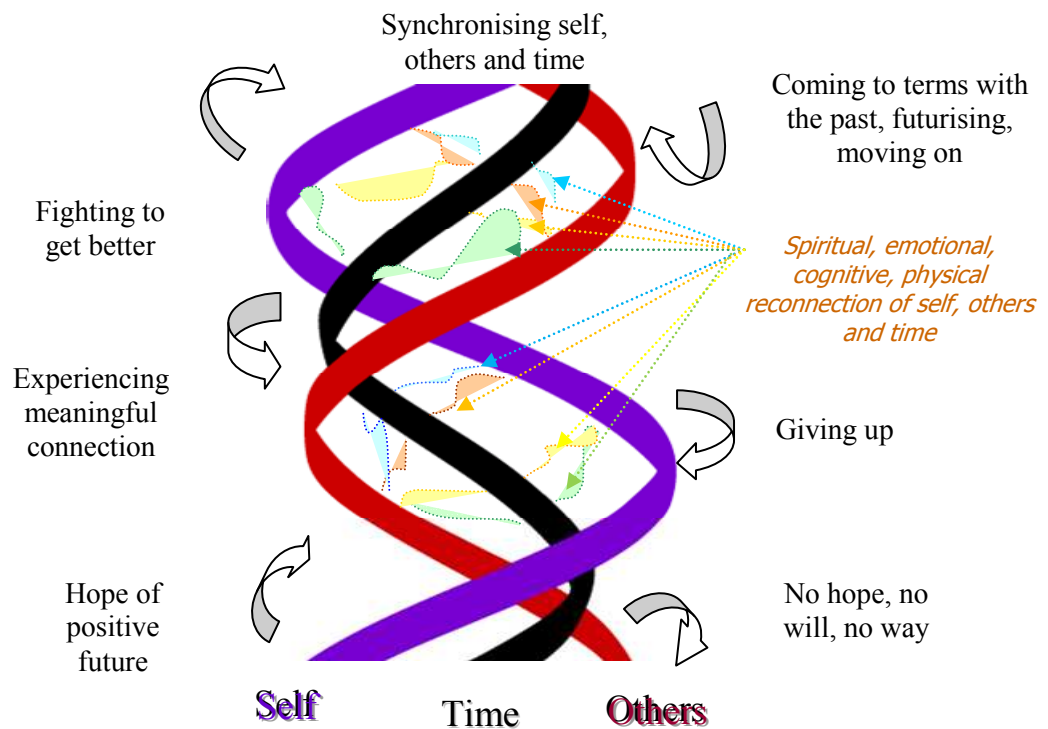 Synchronising self,
others and time
Coming to terms with
the past, futurising,
moving on
Fighting to
get better
Spiritual, emotional,
cognitive, physical
reconnection of self, others
and time
Experiencing
meaningful
connection
Giving up
Hope of
positive
future
No hope, no
will, no way
Self
Time
Others